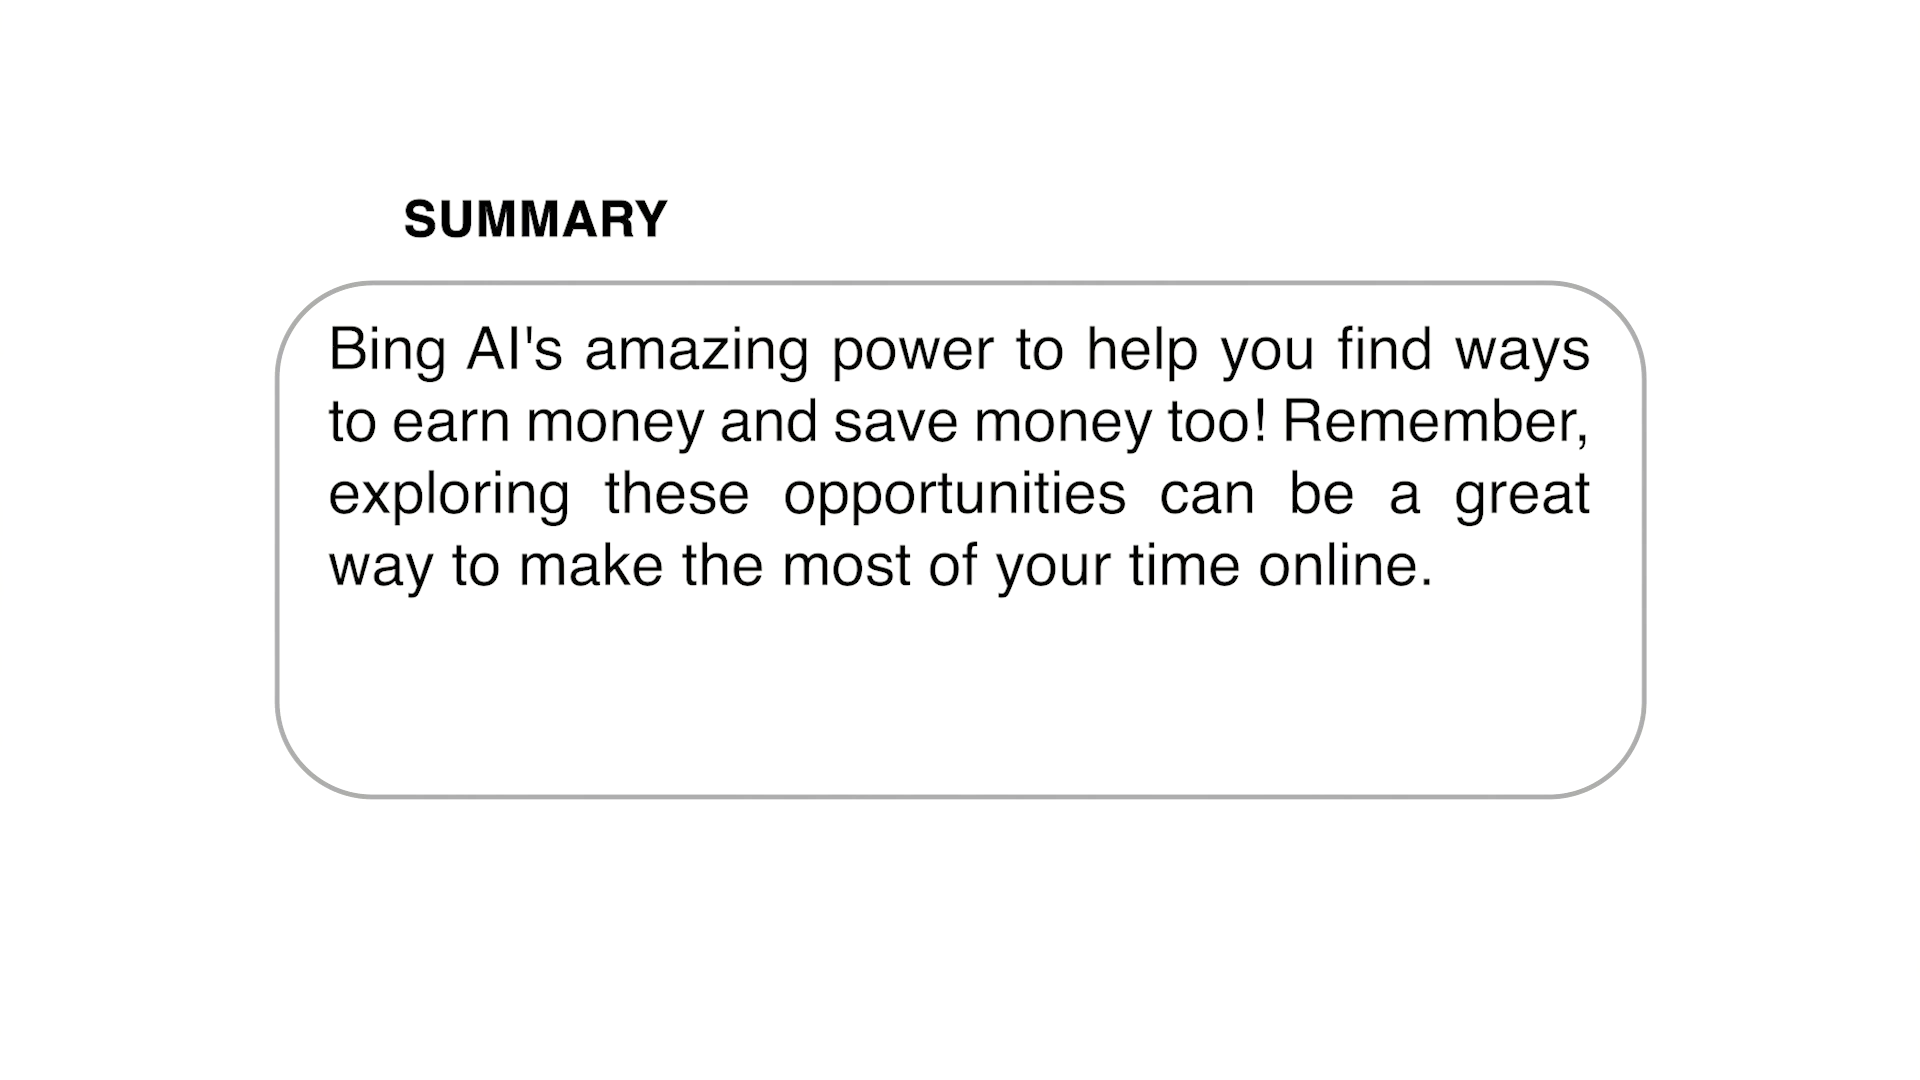 SUMMARY
Bing AI's amazing power to help you find ways
to earn money and save money too! Remember,
exploring these opportunities can be a great
way to make the most of your time online.